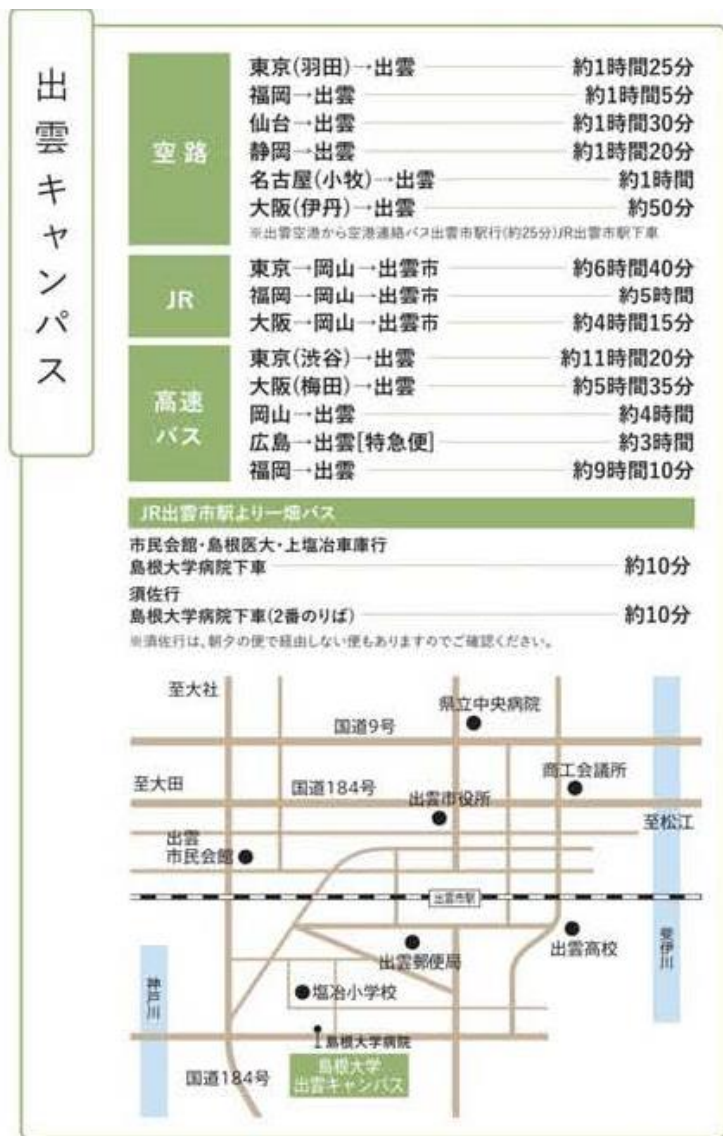 出雲キャンパス
空路
東京(羽田)→出雲 約1時間25分
福岡→出雲 約1時間5分
仙台→出雲 約1時間30分
静岡→出雲 約1時間20分
名古屋(小牧)→出雲 約1時間
大阪(伊丹)→出雲 約50分
※出雲空港から空港連絡バス出雲市駅行(約25分)JR出雲市駅下車
JR
東京→岡山→出雲市 約6時間40分
福岡→岡山→出雲市 約5時間
大阪→岡山→出雲市 約4時間15分
高速
バス
東京(渋谷)→出雲 約11時間20分
大阪(梅田)→出雲 約5時間35分
岡山→出雲 約4時間
広島→出雲[特急便] 約3時間
福岡→出雲 約9時間10分
JR出雲市駅より一畑バス
市民会館・島根医大・上塩冶車庫行
島根大学病院下車 約10分
須佐行
島根大学病院下車(2番のりば) 約10分
※須佐行は、朝夕の便で経由しない便もありますのでご確認ください。
至大社
県立中央病院
国道9号
商工会議所
至大田
国道184号
出雲市役所
至松江
出雲
市民会館
出雲市駅
斐伊川
出雲高校
出雲郵便局
神戸川
塩冶小学校
島根大学病院
国道184号
島根大学
出雲キャンパス